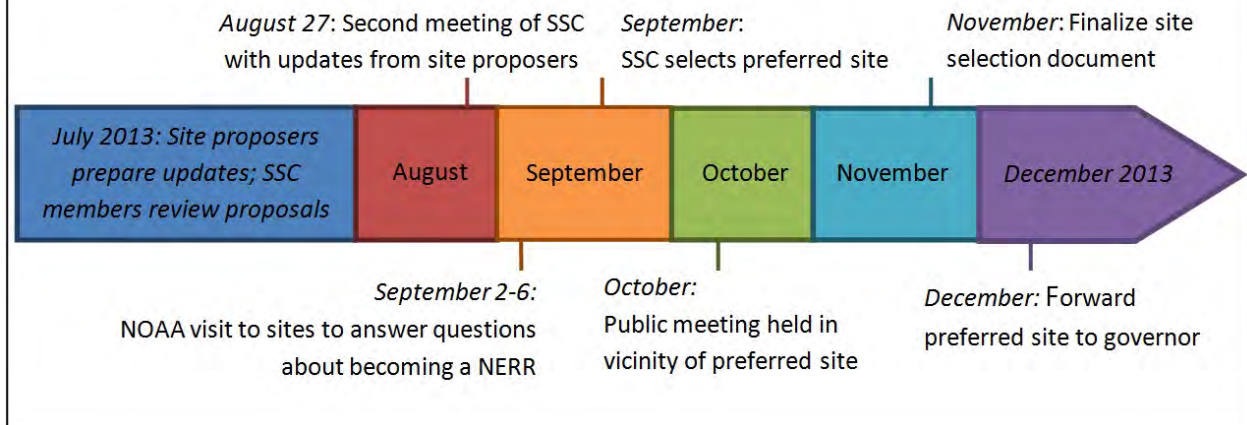 August 27: Second meeting of SSC
with updates from site proposers
September:
SSC selects preferred site
November: Finalize site
selection document
July 2013: Site proposers
prepare updates; SSC
members review proposals
August
September
October
November
December 2013
September 2-6:
NOAA visit to sites to answer questions
about becoming a NERR
October:
Public meeting held in
vicinity of preferred site
December: Forward
preferred site to governor